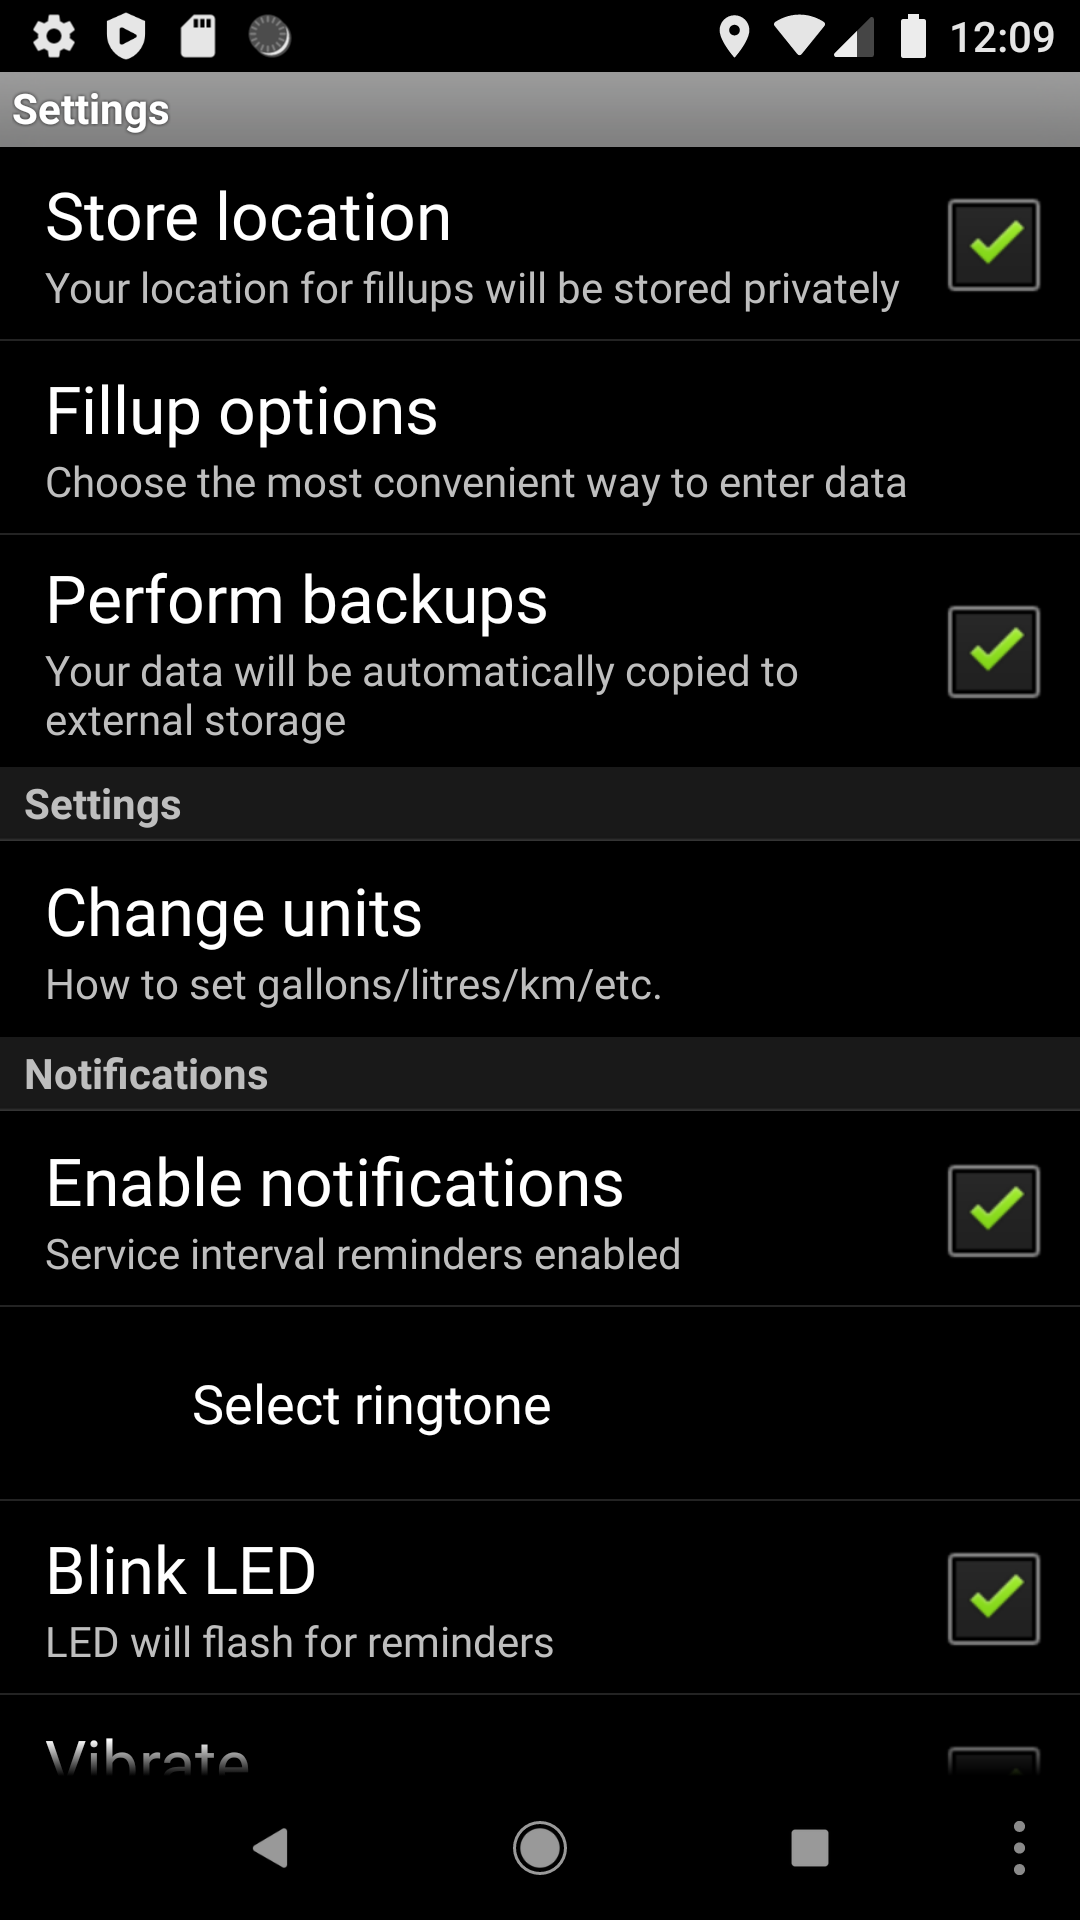 12:09
Settings
Store location
Your location for fillups will be stored privately
Fillup options
Choose the most convenient way to enter data
Perform backups
Your data will be automatically copied to
external storage
Settings
Change units
How to set gallons/litres/km/etc.
Notifications
Enable notifications
Service interval reminders enabled
Select ringtone
Blink LED
LED will flash for reminders
Vibrate